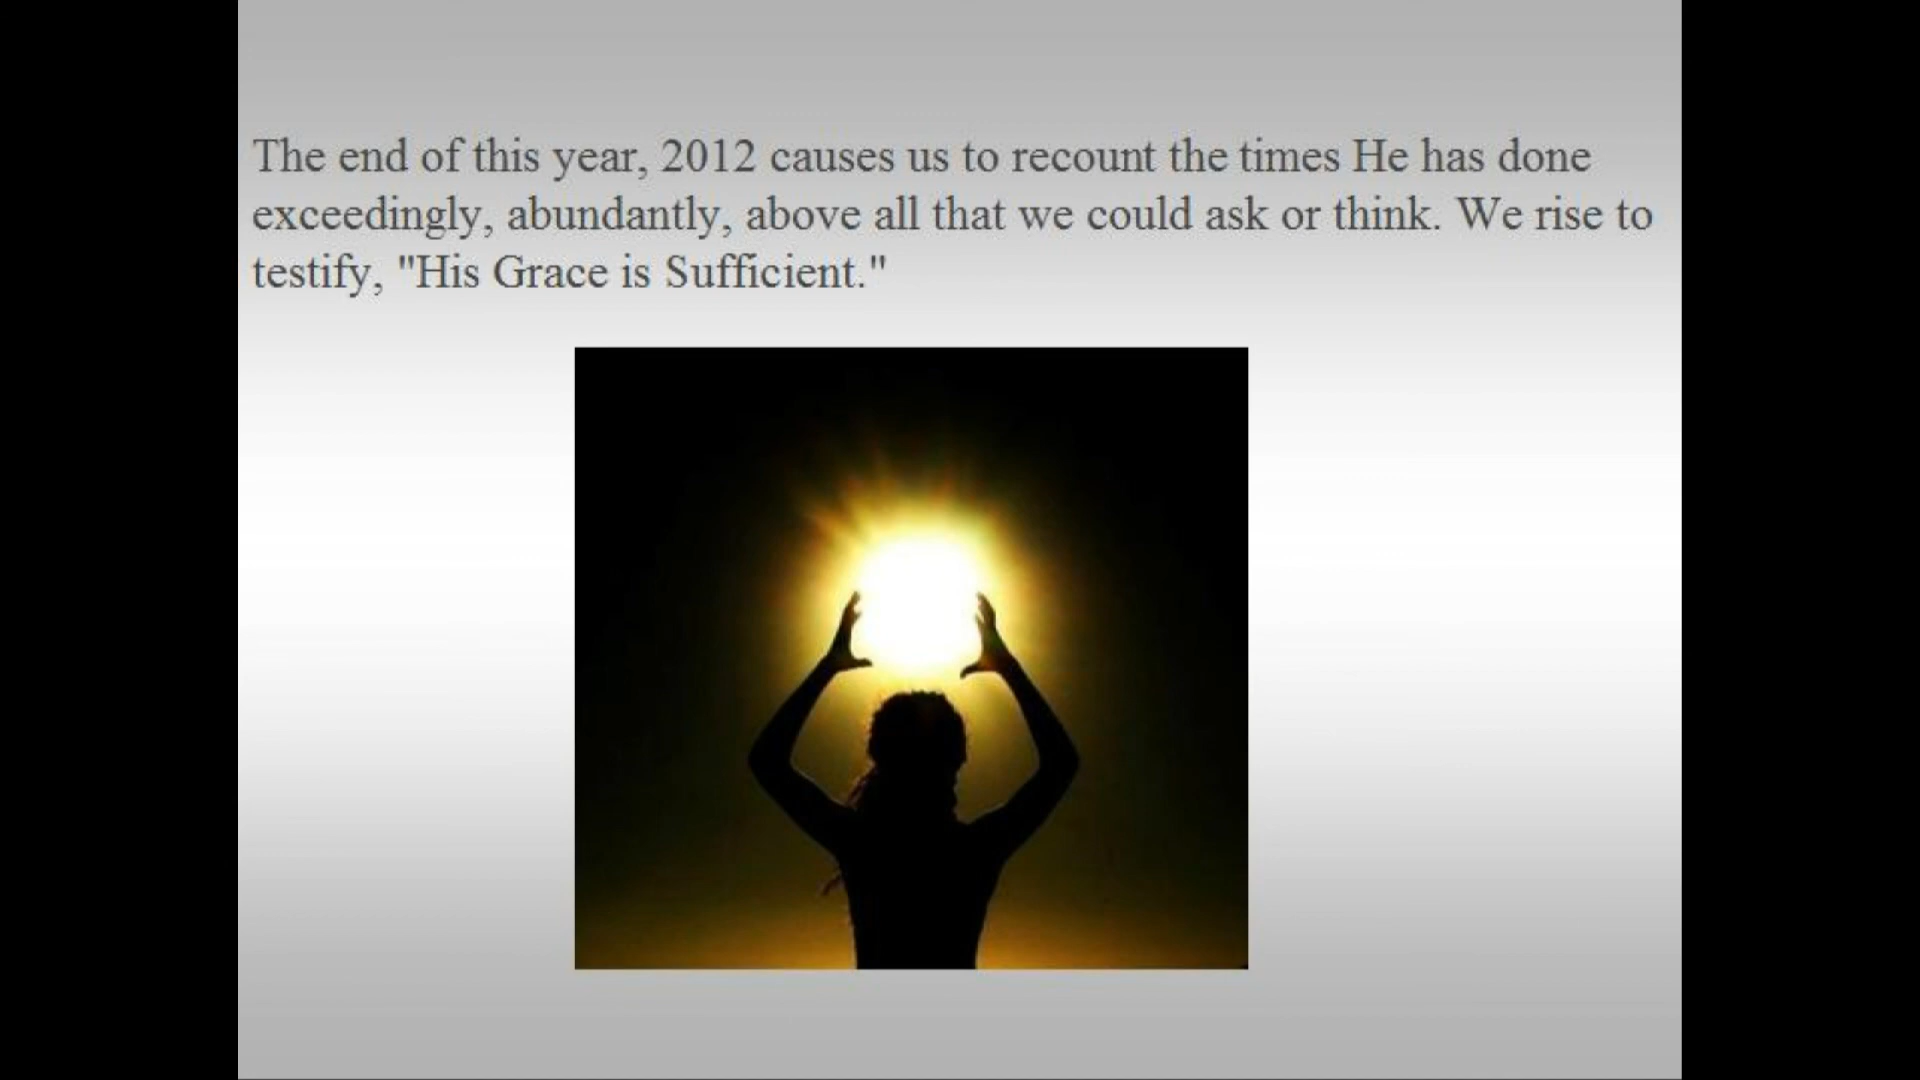 The end of this year, 2012 causes us to recount the times He has done
exceedingly, abundantly, above all that we could ask or think. We rise to
testify, "His Grace is Sufficient."